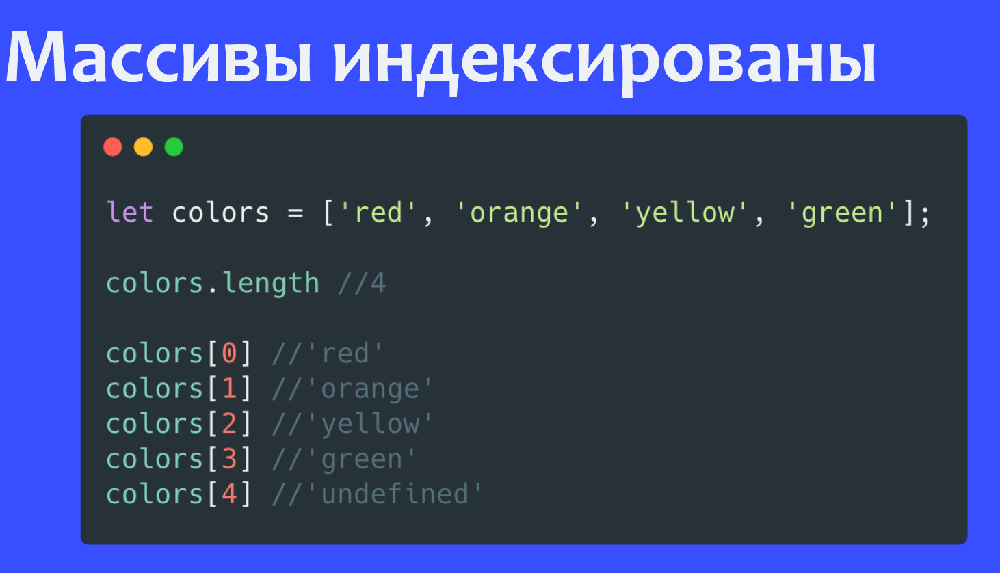 Массивы индексированы
let colors = ['red', 'orange', 'yellow', 'green'];
colors.length //4
colors[0] //'red'
colors[1] //'orange'
colors[2] //'yellow'
colors[3] //'green'
colors[4] //'undefined'